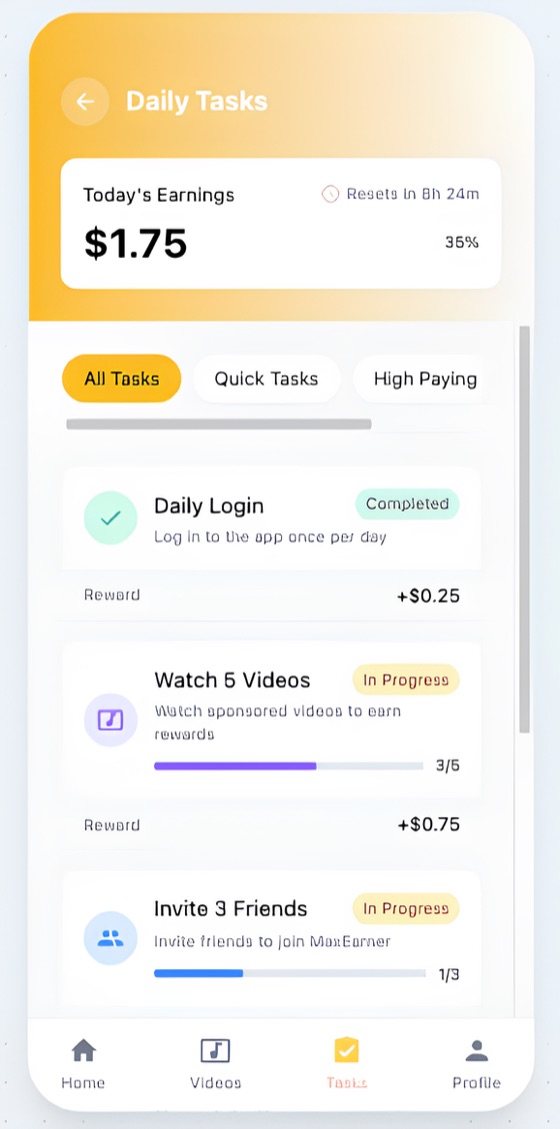 Daily Tasks
Today's Earnings
Resets In 8h 24m
$1.75
35%
All Tasks
Quick Tasks
High Paying
Daily Login
Completed
Log in to the app once per day
Reward
+$0.25
Watch 5 Videos
In Progress
Watch sponsored videos to earn
rewards
3/5
Reward
+$0.75
Invite 3 Friends
In Progress
Invite friends to join MaxEarner
1/3
Home
Videos
Tasks
Profile